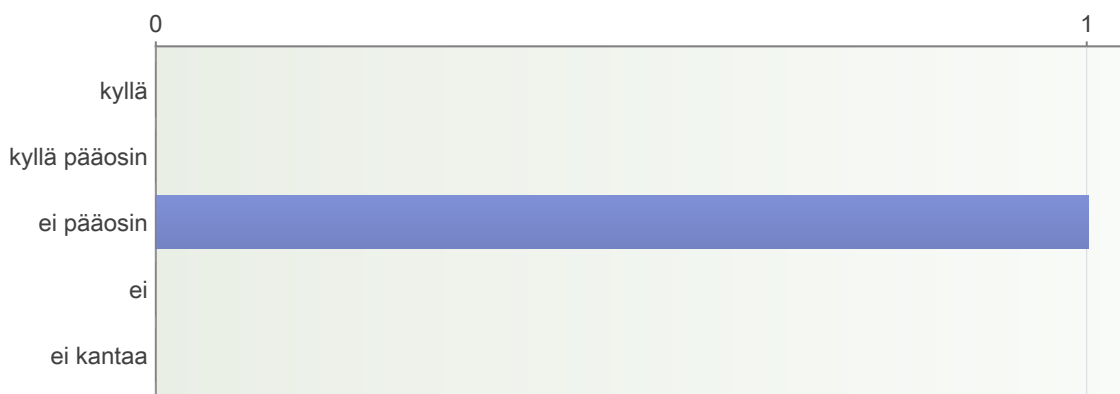 0 1
kyllä
kyllä pääosin
ei pääosin
ei
ei kantaa